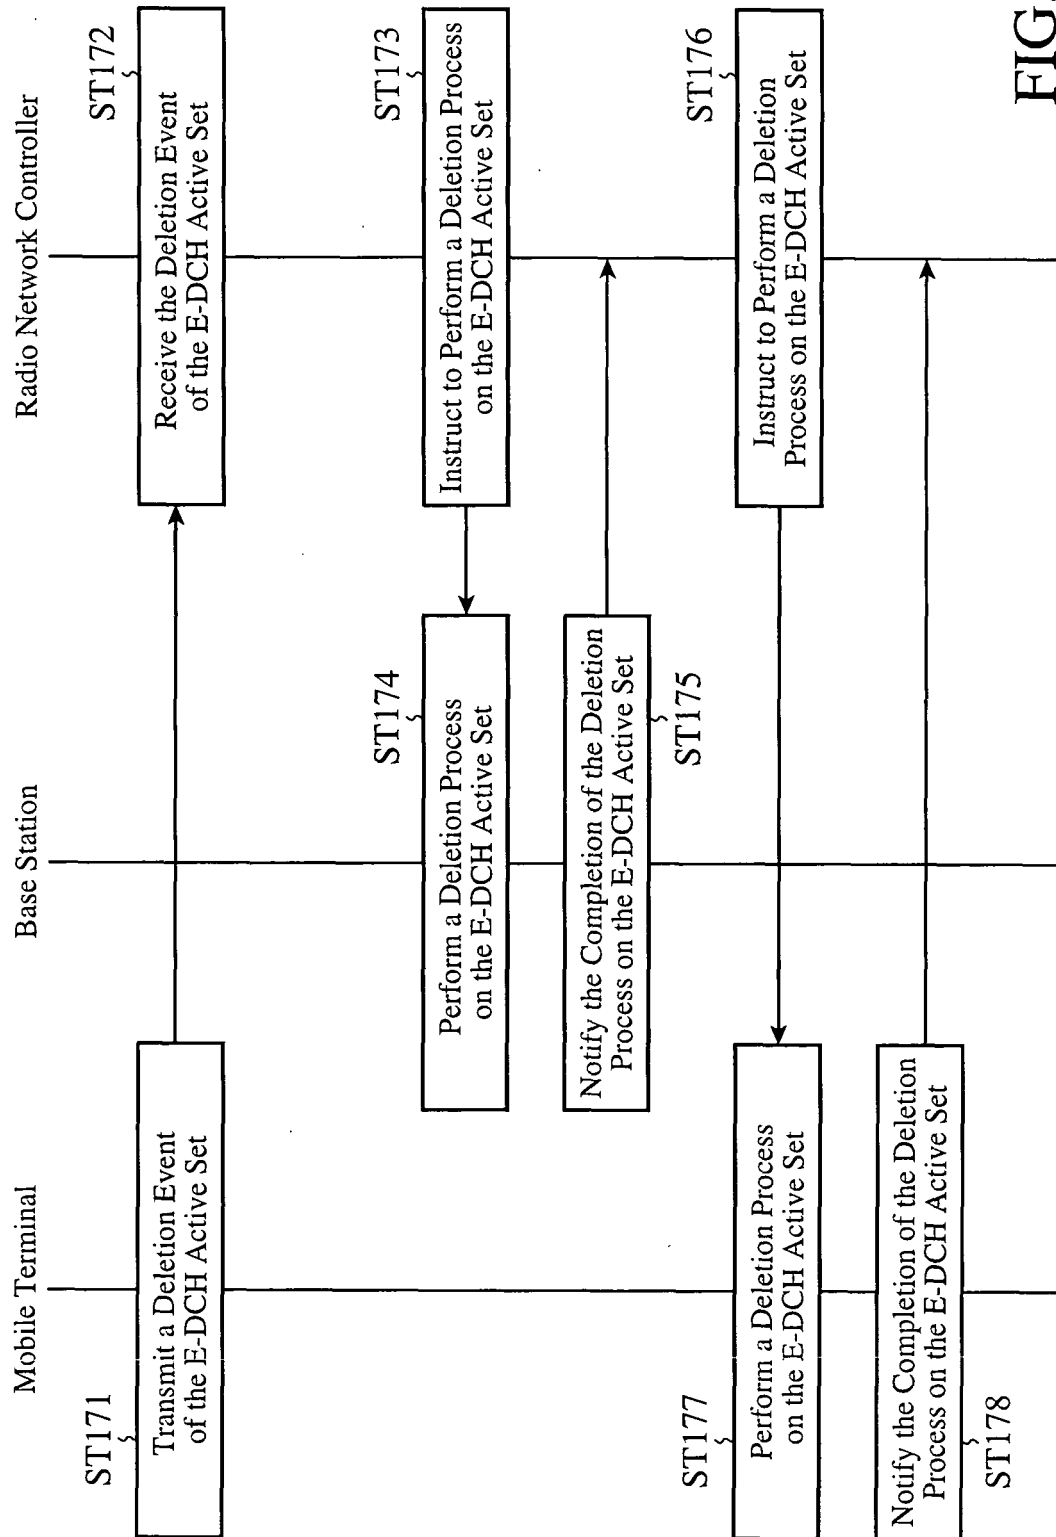 Mobile Terminal
Base Station
Radio Network Controller
ST171
Transmit a Deletion Event
of the E-DCH Active Set
ST172
Receive the Deletion Event
of the E-DCH Active Set
ST173
Instruct to Perform a Deletion Process
on the E-DCH Active Set
ST174
Perform a Deletion Process
on the E-DCH Active Set
Notify the Completion of the Deletion
Process on the E-DCH Active Set
ST175
ST176
Instruct to Perform a Deletion
Process on the E-DCH Active Set
ST177
Perform a Deletion Process
on the E-DCH Active Set
Notify the Completion of the Deletion
Process on the E-DCH Active Set
ST178
FIG.